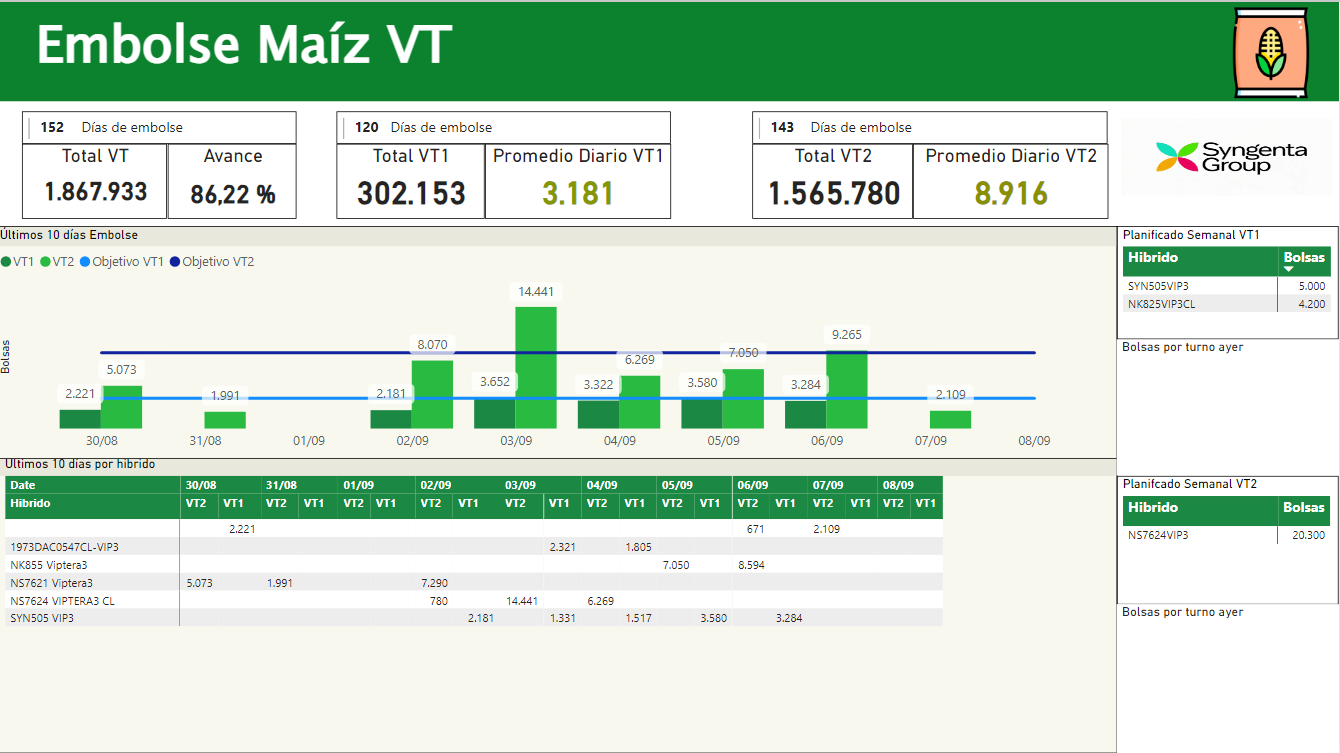 Embolse Maíz VT
152 Días de embolse
Total VT Avance
1.867.933 86,22 %
120 Días de embolse
Total VT1 Promedio Diario VT1
302.153 3.181
143 Días de embolse
Total VT2 Promedio Diario VT2
1.565.780 8.916
Syngenta
Group
Últimos 10 días Embolse
VT1 VT2 Objetivo VT1 Objetivo VT2
Bolsas
14.441
9.265
8.070
7.050
6.269
5.073
3.652
3.580
3.322
3.284
2.221
1.991
2.181
2.109
30/08 31/08 01/09 02/09 03/09 04/09 05/09 06/09 07/09 08/09
Últimos 10 días por hibrido
Date 30/08 31/08 01/09 02/09 03/09 04/09 05/09 06/09 07/09 08/09
Hibrido VT2 VT1 VT2 VT1 VT2 VT1 VT2 VT1 VT2 VT1 VT2 VT1 VT2 VT1 VT2 VT1 VT2 VT1 VT2 VT1
2.221 671 2.109
1973DAC0547CL-VIP3 2.321 1.805
NK855 Viptera3 7.050 8.594
NS7621 Viptera3 5.073 1.991 7.290
NS7624 VIPTERA3 CL 780 14.441 6.269
SYN505 VIP3 2.181 1.331 1.517 3.580 3.284
Planificado Semanal VT1
Hibrido Bolsas
SYN505VIP3 5.000
NK825VIP3CL 4.200
Bolsas por turno ayer
Planifcado Semanal VT2
Hibrido Bolsas
NS7624VIP3 20.300
Bolsas por turno ayer